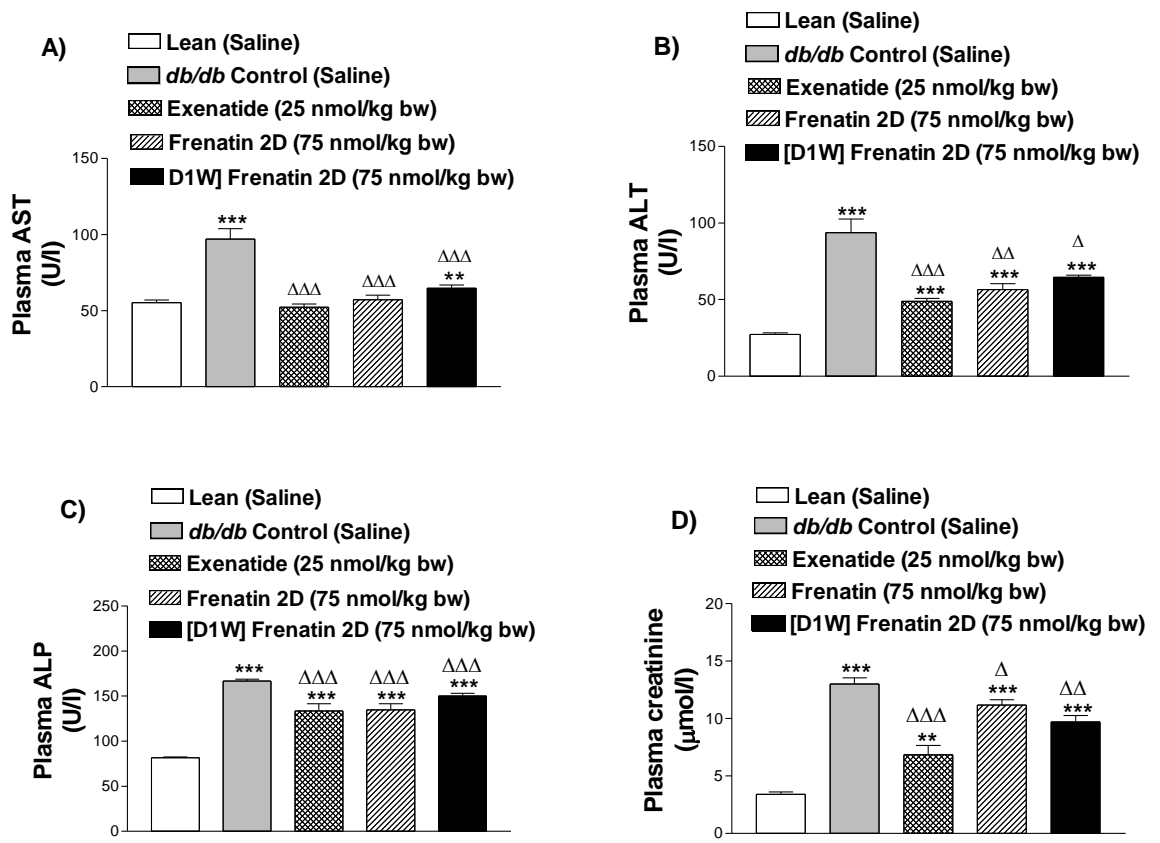 A)
Lean (Saline)
db/db Control (Saline)
Exenatide (25 nmol/kg bw)
Frenatin 2D (75 nmol/kg bw)
D1W] Frenatin 2D (75 nmol/kg bw)
Plasma AST
(U/l)
150
100
50
0
***
ΔΔΔ
ΔΔΔ
ΔΔΔ
**
B)
Lean (Saline)
db/db Control (Saline)
Exenatide (25 nmol/kg bw)
Frenatin 2D (75 nmol/kg bw)
[D1W] Frenatin 2D (75 nmol/kg bw)
Plasma ALT
(U/l)
150
100
50
0
***
ΔΔΔ
***
ΔΔ
***
Δ
***
C)
Lean (Saline)
db/db Control (Saline)
Exenatide (25 nmol/kg bw)
Frenatin 2D (75 nmol/kg bw)
[D1W] Frenatin 2D (75 nmol/kg bw)
Plasma ALP
(U/l)
250
200
150
100
50
0
***
ΔΔΔ
***
ΔΔΔ
***
ΔΔΔ
***
D)
Lean (Saline)
db/db Control (Saline)
Exenatide (25 nmol/kg bw)
Frenatin (75 nmol/kg bw)
[D1W] Frenatin 2D (75 nmol/kg bw)
Plasma creatinine
(µmol/l)
20
15
10
5
0
***
ΔΔΔ
**
Δ
***
ΔΔ
***